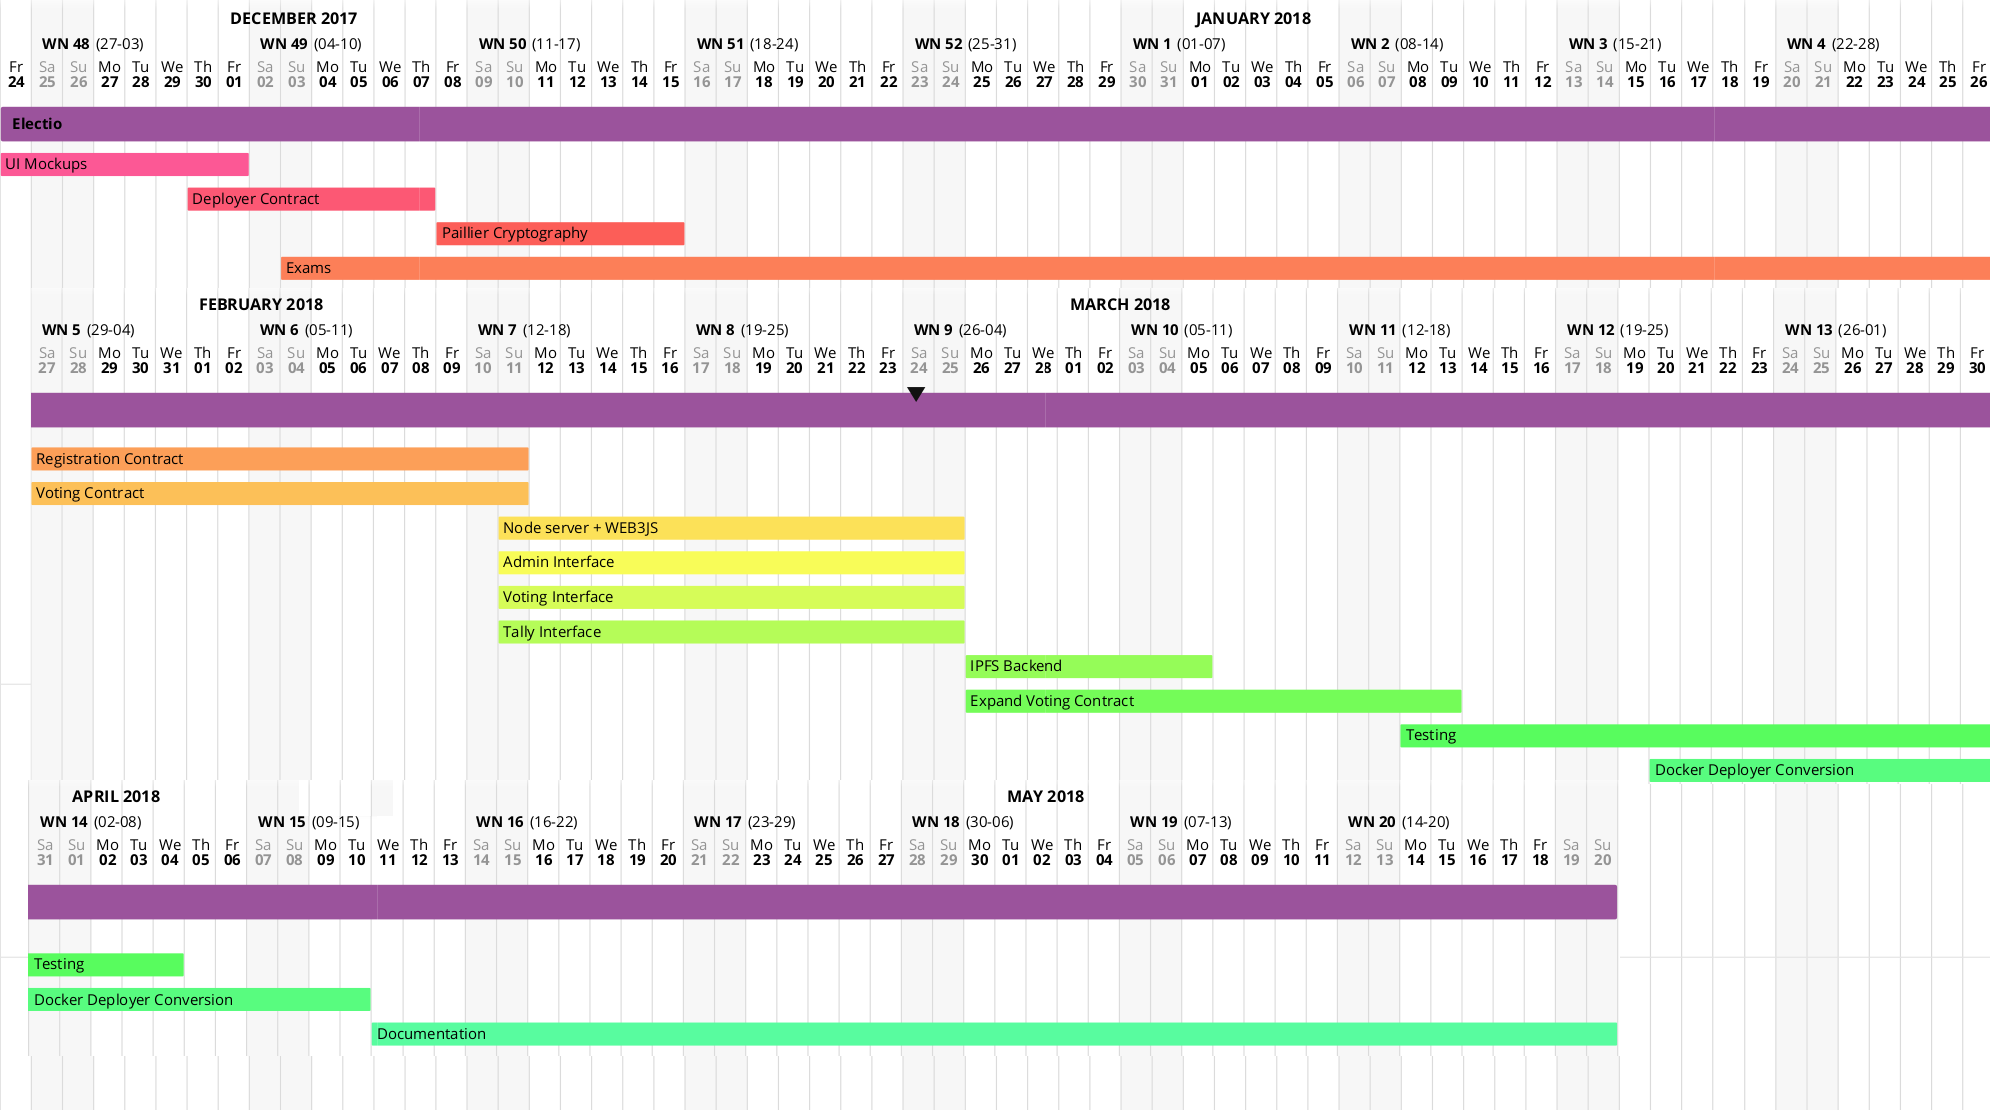 DECEMBER 2017 JANUARY 2018
WN 48 (27-03) WN 49 (04-10) WN 50 (11-17) WN 51 (18-24) WN 52 (25-31) WN 1 (01-07) WN 2 (08-14) WN 3 (15-21) WN 4 (22-28)
Fr Sa Su Mo Tu We Th Fr Sa Su Mo Tu We Th Fr Sa Su Mo Tu We Th Fr Sa Su Mo Tu We Th Fr Sa Su Mo Tu We Th Fr Sa Su Mo Tu We Th Fr Sa Su Mo Tu We Th Fr Sa Su Mo Tu We Th Fr Sa Su Mo Tu We Th Fr
24 25 26 27 28 29 30 01 02 03 04 05 06 07 08 09 10 11 12 13 14 15 16 17 18 19 20 21 22 23 24 25 26 27 28 29 30 31 01 02 03 04 05 06 07 08 09 10 11 12 13 14 15 16 17 18 19 20 21 22 23 24 25 26
Electio
UI Mockups
Deployer Contract
Paillier Cryptography
Exams
FEBRUARY 2018 MARCH 2018
WN 5 (29-04) WN 6 (05-11) WN 7 (12-18) WN 8 (19-25) WN 9 (26-04) WN 10 (05-11) WN 11 (12-18) WN 12 (19-25) WN 13 (26-01)
Sa Su Mo Tu We Th Fr Sa Su Mo Tu We Th Fr Sa Su Mo Tu We Th Fr Sa Su Mo Tu We Th Fr Sa Su Mo Tu We Th Fr Sa Su Mo Tu We Th Fr Sa Su Mo Tu We Th Fr Sa Su Mo Tu We Th Fr Sa Su Mo Tu We Th Fr
27 28 29 30 31 01 02 03 04 05 06 07 08 09 10 11 12 13 14 15 16 17 18 19 20 21 22 23 24 25 26 27 28 01 02 03 04 05 06 07 08 09 10 11 12 13 14 15 16 17 18 19 20 21 22 23 24 25 26 27 28 29 30
Registration Contract
Voting Contract
Node server + WEB3JS
Admin Interface
Voting Interface
Tally Interface
IPFS Backend
Expand Voting Contract
Testing
Docker Deployer Conversion
APRIL 2018 MAY 2018
WN 14 (02-08) WN 15 (09-15) WN 16 (16-22) WN 17 (23-29) WN 18 (30-06) WN 19 (07-13) WN 20 (14-20)
Sa Su Mo Tu We Th Fr Sa Su Mo Tu We Th Fr Sa Su Mo Tu We Th Fr Sa Su Mo Tu We Th Fr Sa Su Mo Tu We Th Fr Sa Su Mo Tu We Th Fr Sa Su Mo Tu We Th Fr Sa Su
31 01 02 03 04 05 06 07 08 09 10 11 12 13 14 15 16 17 18 19 20 21 22 23 24 25 26 27 28 29 30 01 02 03 04 05 06 07 08 09 10 11 12 13 14 15 16 17 18 19 20
Testing
Docker Deployer Conversion
Documentation